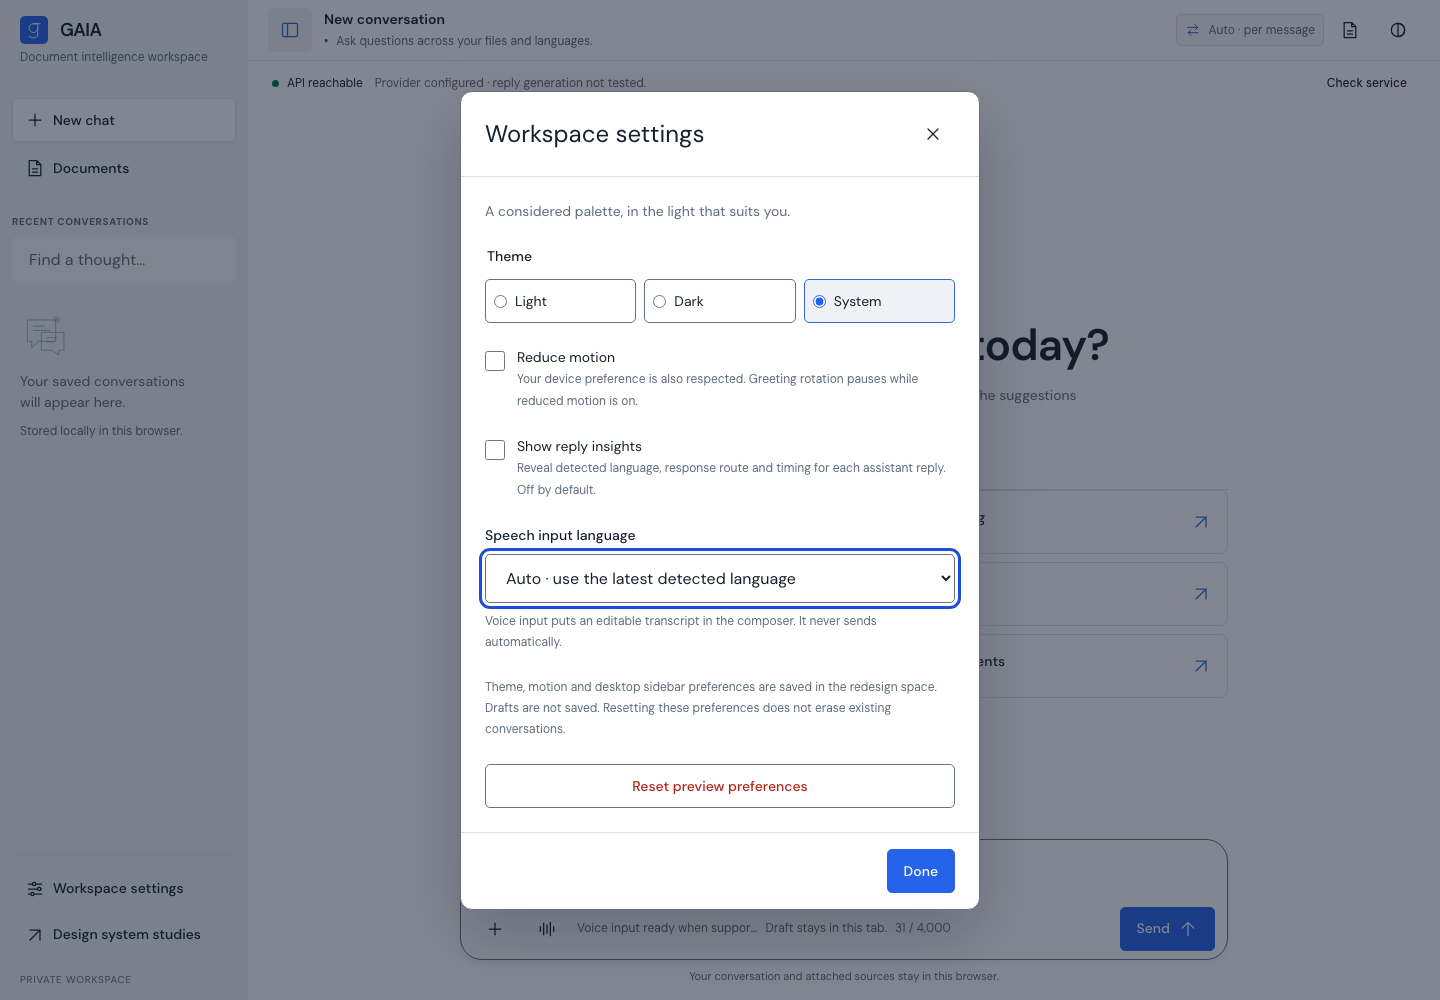 GAIA
Document intelligence workspace
New chat
Documents
RECENT CONVERSATIONS
Find a thought...
Your saved conversations
will appear here.
Stored locally in this browser.
Workspace settings
Design system studies
PRIVATE WORKSPACE
New conversation
• Ask questions across your files and languages.
Auto · per message
API reachable Provider configured · reply generation not tested.
Check service
today?
he suggestions
g
ents
Workspace settings
A considered palette, in the light that suits you.
Theme
Light
Dark
System
Reduce motion
Your device preference is also respected. Greeting rotation pauses while
reduced motion is on.
Show reply insights
Reveal detected language, response route and timing for each assistant reply.
Off by default.
Speech input language
Auto · use the latest detected language
Voice input puts an editable transcript in the composer. It never sends
automatically.
Theme, motion and desktop sidebar preferences are saved in the redesign space.
Drafts are not saved. Resetting these preferences does not erase existing
conversations.
Reset preview preferences
Done
Voice input ready when suppor... Draft stays in this tab. 31 / 4,000
Send
Your conversation and attached sources stay in this browser.